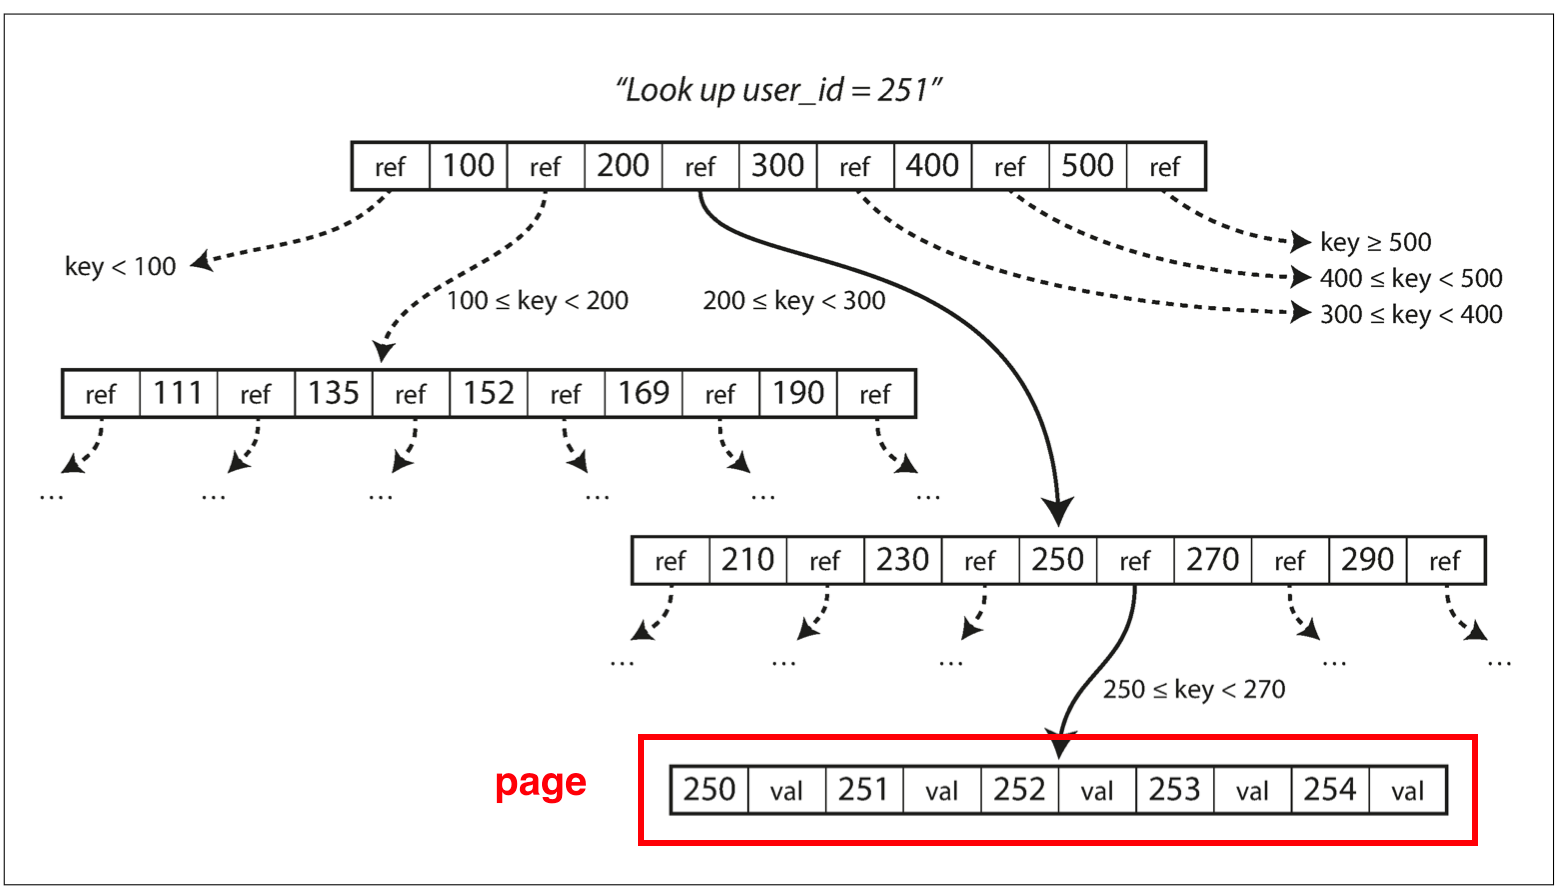 “Look up user_id = 251”
ref 100 ref 200 ref 300 ref 400 ref 500 ref
key < 100
key ≥ 500
400 ≤ key < 500
300 ≤ key < 400
100 ≤ key < 200
200 ≤ key < 300
ref 111 ref 135 ref 152 ref 169 ref 190 ref
... ... ... ... ... ...
ref 210 ref 230 ref 250 ref 270 ref 290 ref
... ... ... ... ...
250 ≤ key < 270
page
250 val 251 val 252 val 253 val 254 val